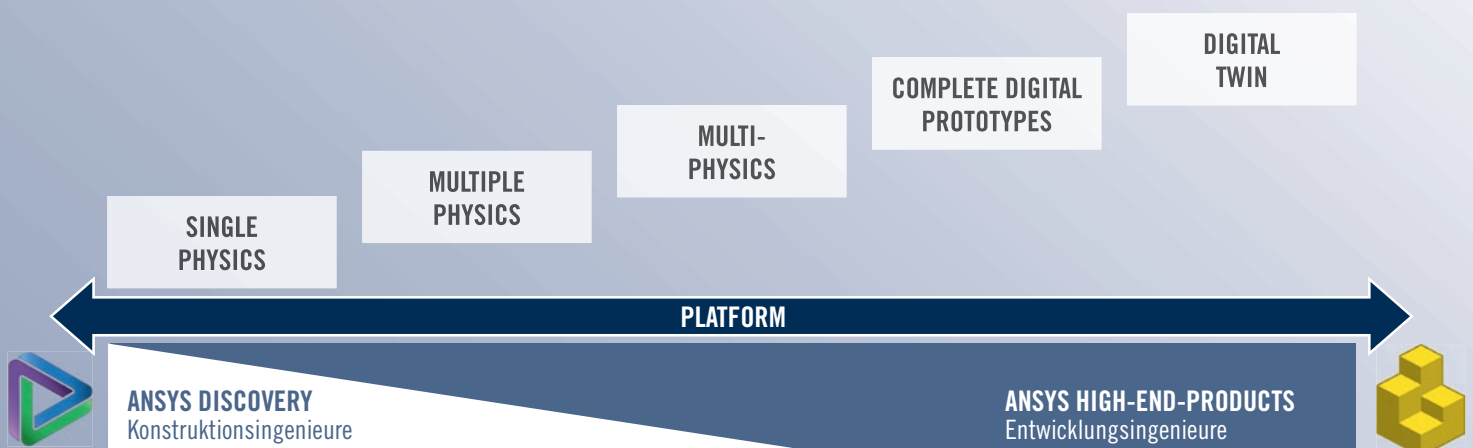 DIGITAL
TWIN
COMPLETE DIGITAL
PROTOTYPES
MULTI-
PHYSICS
MULTIPLE
PHYSICS
SINGLE
PHYSICS
PLATFORM
ANSYS DISCOVERY
Konstruktionsingenieure
ANSYS HIGH-END-PRODUCTS
Entwicklungsingenieure